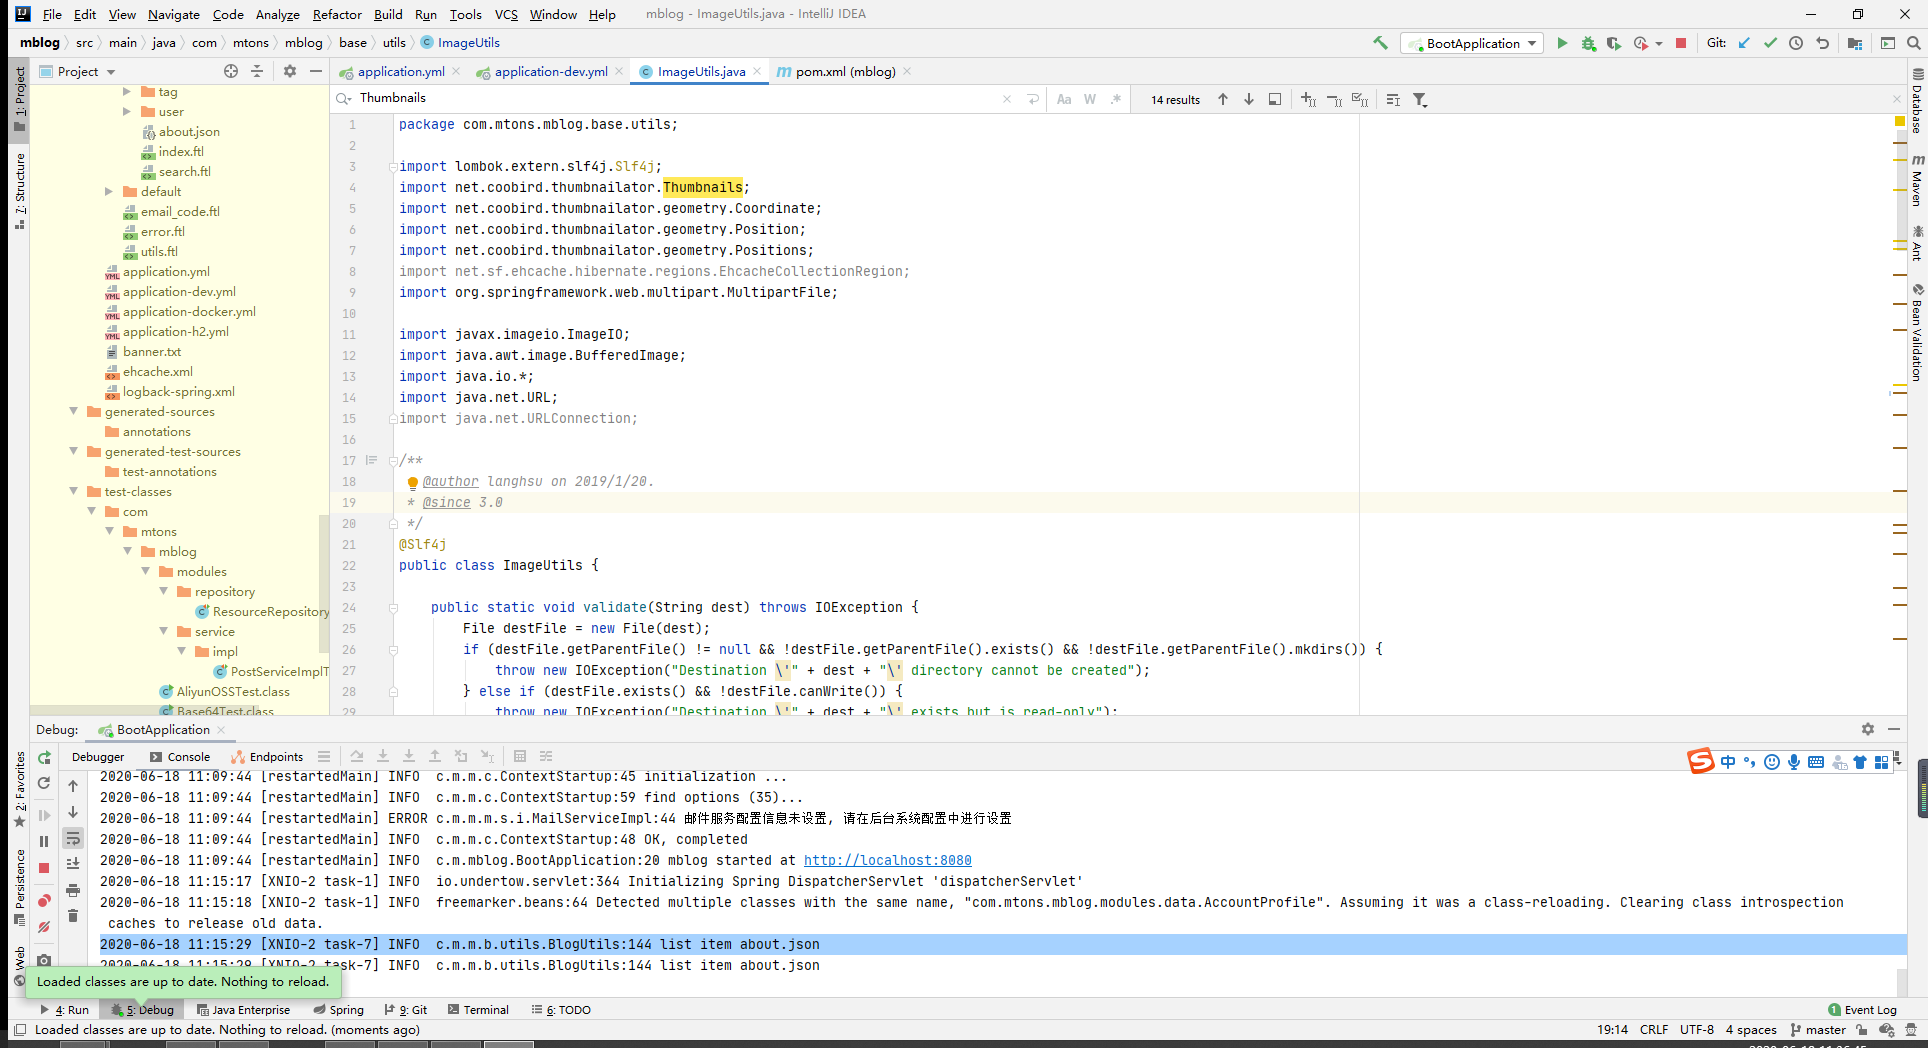 File Edit View Navigate Code Analyze Refactor Build Run Tools VCS Window Help mblog - ImageUtils.java - IntelliJ IDEA
mblog src main java com mtons mblog base utils ImageUtils BootApplication Git:
Project application.yml application-dev.yml ImageUtils.java pom.xml (mblog)
Thumbnails Aa W .* 14 results
1: Project
7: Structure
2: Favorites
Persistence
Web
tag
user
about.json
index.ftl
search.ftl
default
email_code.ftl
error.ftl
utils.ftl
application.yml
application-dev.yml
application-docker.yml
application-h2.yml
banner.txt
ehcache.xml
logback-spring.xml
generated-sources
annotations
generated-test-sources
test-annotations
test-classes
com
mtons
mblog
modules
repository
ResourceRepository
service
impl
PostServiceImplT
AliyunOSSTest.class
Base64Test.class
1 package com.mtons.mblog.base.utils;
2
3 import lombok.extern.slf4j.Slf4j;
4 import net.coobird.thumbnailator.Thumbnails;
5 import net.coobird.thumbnailator.geometry.Coordinate;
6 import net.coobird.thumbnailator.geometry.Position;
7 import net.coobird.thumbnailator.geometry.Positions;
8 import net.sf.ehcache.hibernate.regions.EhcacheCollectionRegion;
9 import org.springframework.web.multipart.MultipartFile;
10
11 import javax.imageio.ImageIO;
12 import java.awt.image.BufferedImage;
13 import java.io.*;
14 import java.net.URL;
15 import java.net.URLConnection;
16
17 /**
18 @author langhsu on 2019/1/20.
19 * @since 3.0
20 */
21 @Slf4j
22 public class ImageUtils {
23
24 public static void validate(String dest) throws IOException {
25 File destFile = new File(dest);
26 if (destFile.getParentFile() != null && !destFile.getParentFile().exists() && !destFile.getParentFile().mkdirs()) {
27 throw new IOException("Destination \'" + dest + "\' directory cannot be created");
28 } else if (destFile.exists() && !destFile.canWrite()) {
29 throw new IOException("Destination \'" + dest + "\' exists but is read-only");
Database
Maven
Ant
Bean Validation
Debug: BootApplication
Debugger Console Endpoints
中
2020-06-18 11:09:44 [restartedMain] INFO c.m.m.c.ContextStartup:45 initialization ...
2020-06-18 11:09:44 [restartedMain] INFO c.m.m.c.ContextStartup:59 find options (35)...
2020-06-18 11:09:44 [restartedMain] ERROR c.m.m.m.s.i.MailServiceImpl:44 邮件服务配置信息未设置, 请在后台系统配置中进行设置
2020-06-18 11:09:44 [restartedMain] INFO c.m.m.c.ContextStartup:48 OK, completed
2020-06-18 11:09:44 [restartedMain] INFO c.m.mblog.BootApplication:20 mblog started at http://localhost:8080
2020-06-18 11:15:17 [XNIO-2 task-1] INFO io.undertow.servlet:364 Initializing Spring DispatcherServlet 'dispatcherServlet'
2020-06-18 11:15:18 [XNIO-2 task-1] INFO freemarker.beans:64 Detected multiple classes with the same name, "com.mtons.mblog.modules.data.AccountProfile". Assuming it was a class-reloading. Clearing class introspection
caches to release old data.
2020-06-18 11:15:29 [XNIO-2 task-7] INFO c.m.m.b.utils.BlogUtils:144 list item about.json
2020-06-18 11:15:29 [XNIO-2 task-7] INFO c.m.m.b.utils.BlogUtils:144 list item about.json
Loaded classes are up to date. Nothing to reload.
4: Run 5: Debug Java Enterprise Spring 9: Git Terminal 6: TODO 1 Event Log
Loaded classes are up to date. Nothing to reload. (moments ago) 19:14 CRLF UTF-8 4 spaces master